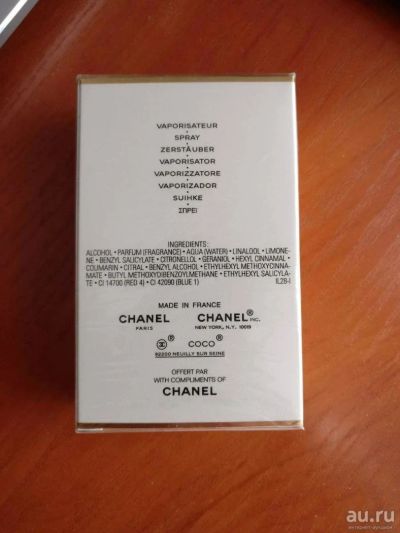 VAPORISATEUR
SPRAY
ZERSTÄUBER
VAPORISATOR
VAPORIZZATORE
VAPORIZADOR
SUIHKE
ΣΠΡΕΪ
INGREDIENTS:
ALCOHOL • PARFUM (FRAGRANCE) • AQUA (WATER) • LINALOOL • LIMONE-
NE • BENZYL SALICYLATE • CITRONELLOL • GERANIOL • HEXYL CINNAMAL •
COUMARIN • CITRAL • BENZYL ALCOHOL • ETHYLHEXYL METHOXYCINNA-
MATE • BUTYL METHOXYDIBENZOYLMETHANE • ETHYLHEXYL SALICYLA-
TE • CI 14700 (RED 4) • CI 42090 (BLUE 1) IL28-I
MADE IN FRANCE
CHANEL CHANEL® INC.
PARIS NEW YORK, N.Y. 10019
® COCO®
92200 NEUILLY SUR SEINE
OFFERT PAR
WITH COMPLIMENTS OF
CHANEL
au.ru
интернет-аукцион